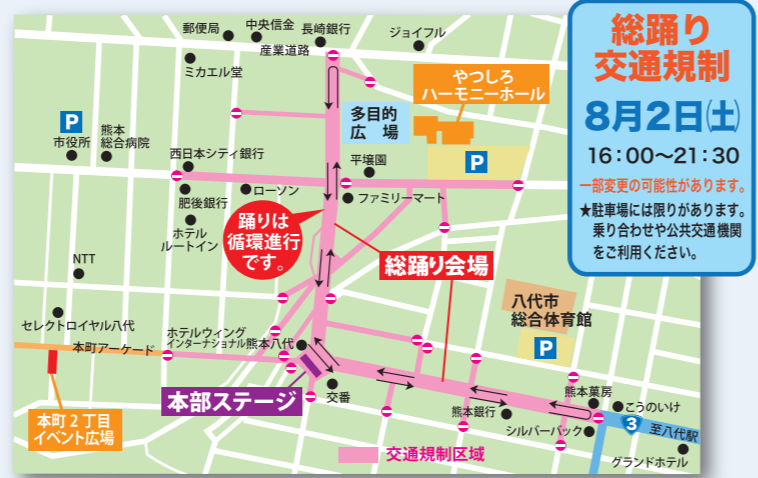 総踊り
交通規制
8月2日㈯
16：00〜21：30
一部変更の可能性があります。
★駐車場には限りがあります。
乗り合わせや公共交通機関
をご利用ください。
郵便局
中央信金
長崎銀行
ジョイフル
産業道路
ミカエル堂
やつしろ
ハーモニーホール
多目的
広場
P
市役所
熊本
総合病院
西日本シティ銀行
平壌園
P
肥後銀行
ローソン
ファミリーマート
ホテル
ルートイン
踊りは
循環進行
です。
NTT
総踊り会場
八代市
総合体育館
P
セレクトロイヤル八代
ホテルウィング
インターナショナル熊本八代
本町アーケード
本部ステージ
交番
本町2丁目
イベント広場
熊本菓房
こうのいけ
熊本銀行
シルバーバック
3
至八代駅
グランドホテル
交通規制区域